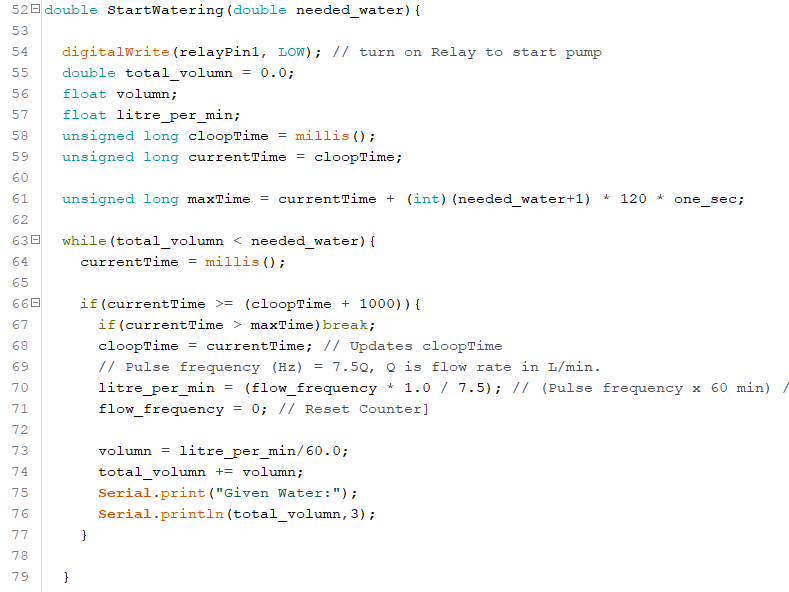 52 double StartWatering(double needed_water){
53
54 digitalWrite(relayPin1, LOW); // turn on Relay to start pump
55 double total_volumn = 0.0;
56 float volumn;
57 float litre_per_min;
58 unsigned long cloopTime = millis();
59 unsigned long currentTime = cloopTime;
60
61 unsigned long maxTime = currentTime + (int)(needed_water+1) * 120 * one_sec;
62
63 while(total_volumn < needed_water){
64 currentTime = millis();
65
66 if(currentTime >= (cloopTime + 1000)){
67 if(currentTime > maxTime)break;
68 cloopTime = currentTime; // Updates cloopTime
69 // Pulse frequency (Hz) = 7.5Q, Q is flow rate in L/min.
70 litre_per_min = (flow_frequency * 1.0 / 7.5); // (Pulse frequency x 60 min) /
71 flow_frequency = 0; // Reset Counter]
72
73 volumn = litre_per_min/60.0;
74 total_volumn += volumn;
75 Serial.print("Given Water:");
76 Serial.println(total_volumn,3);
77 }
78
79 }